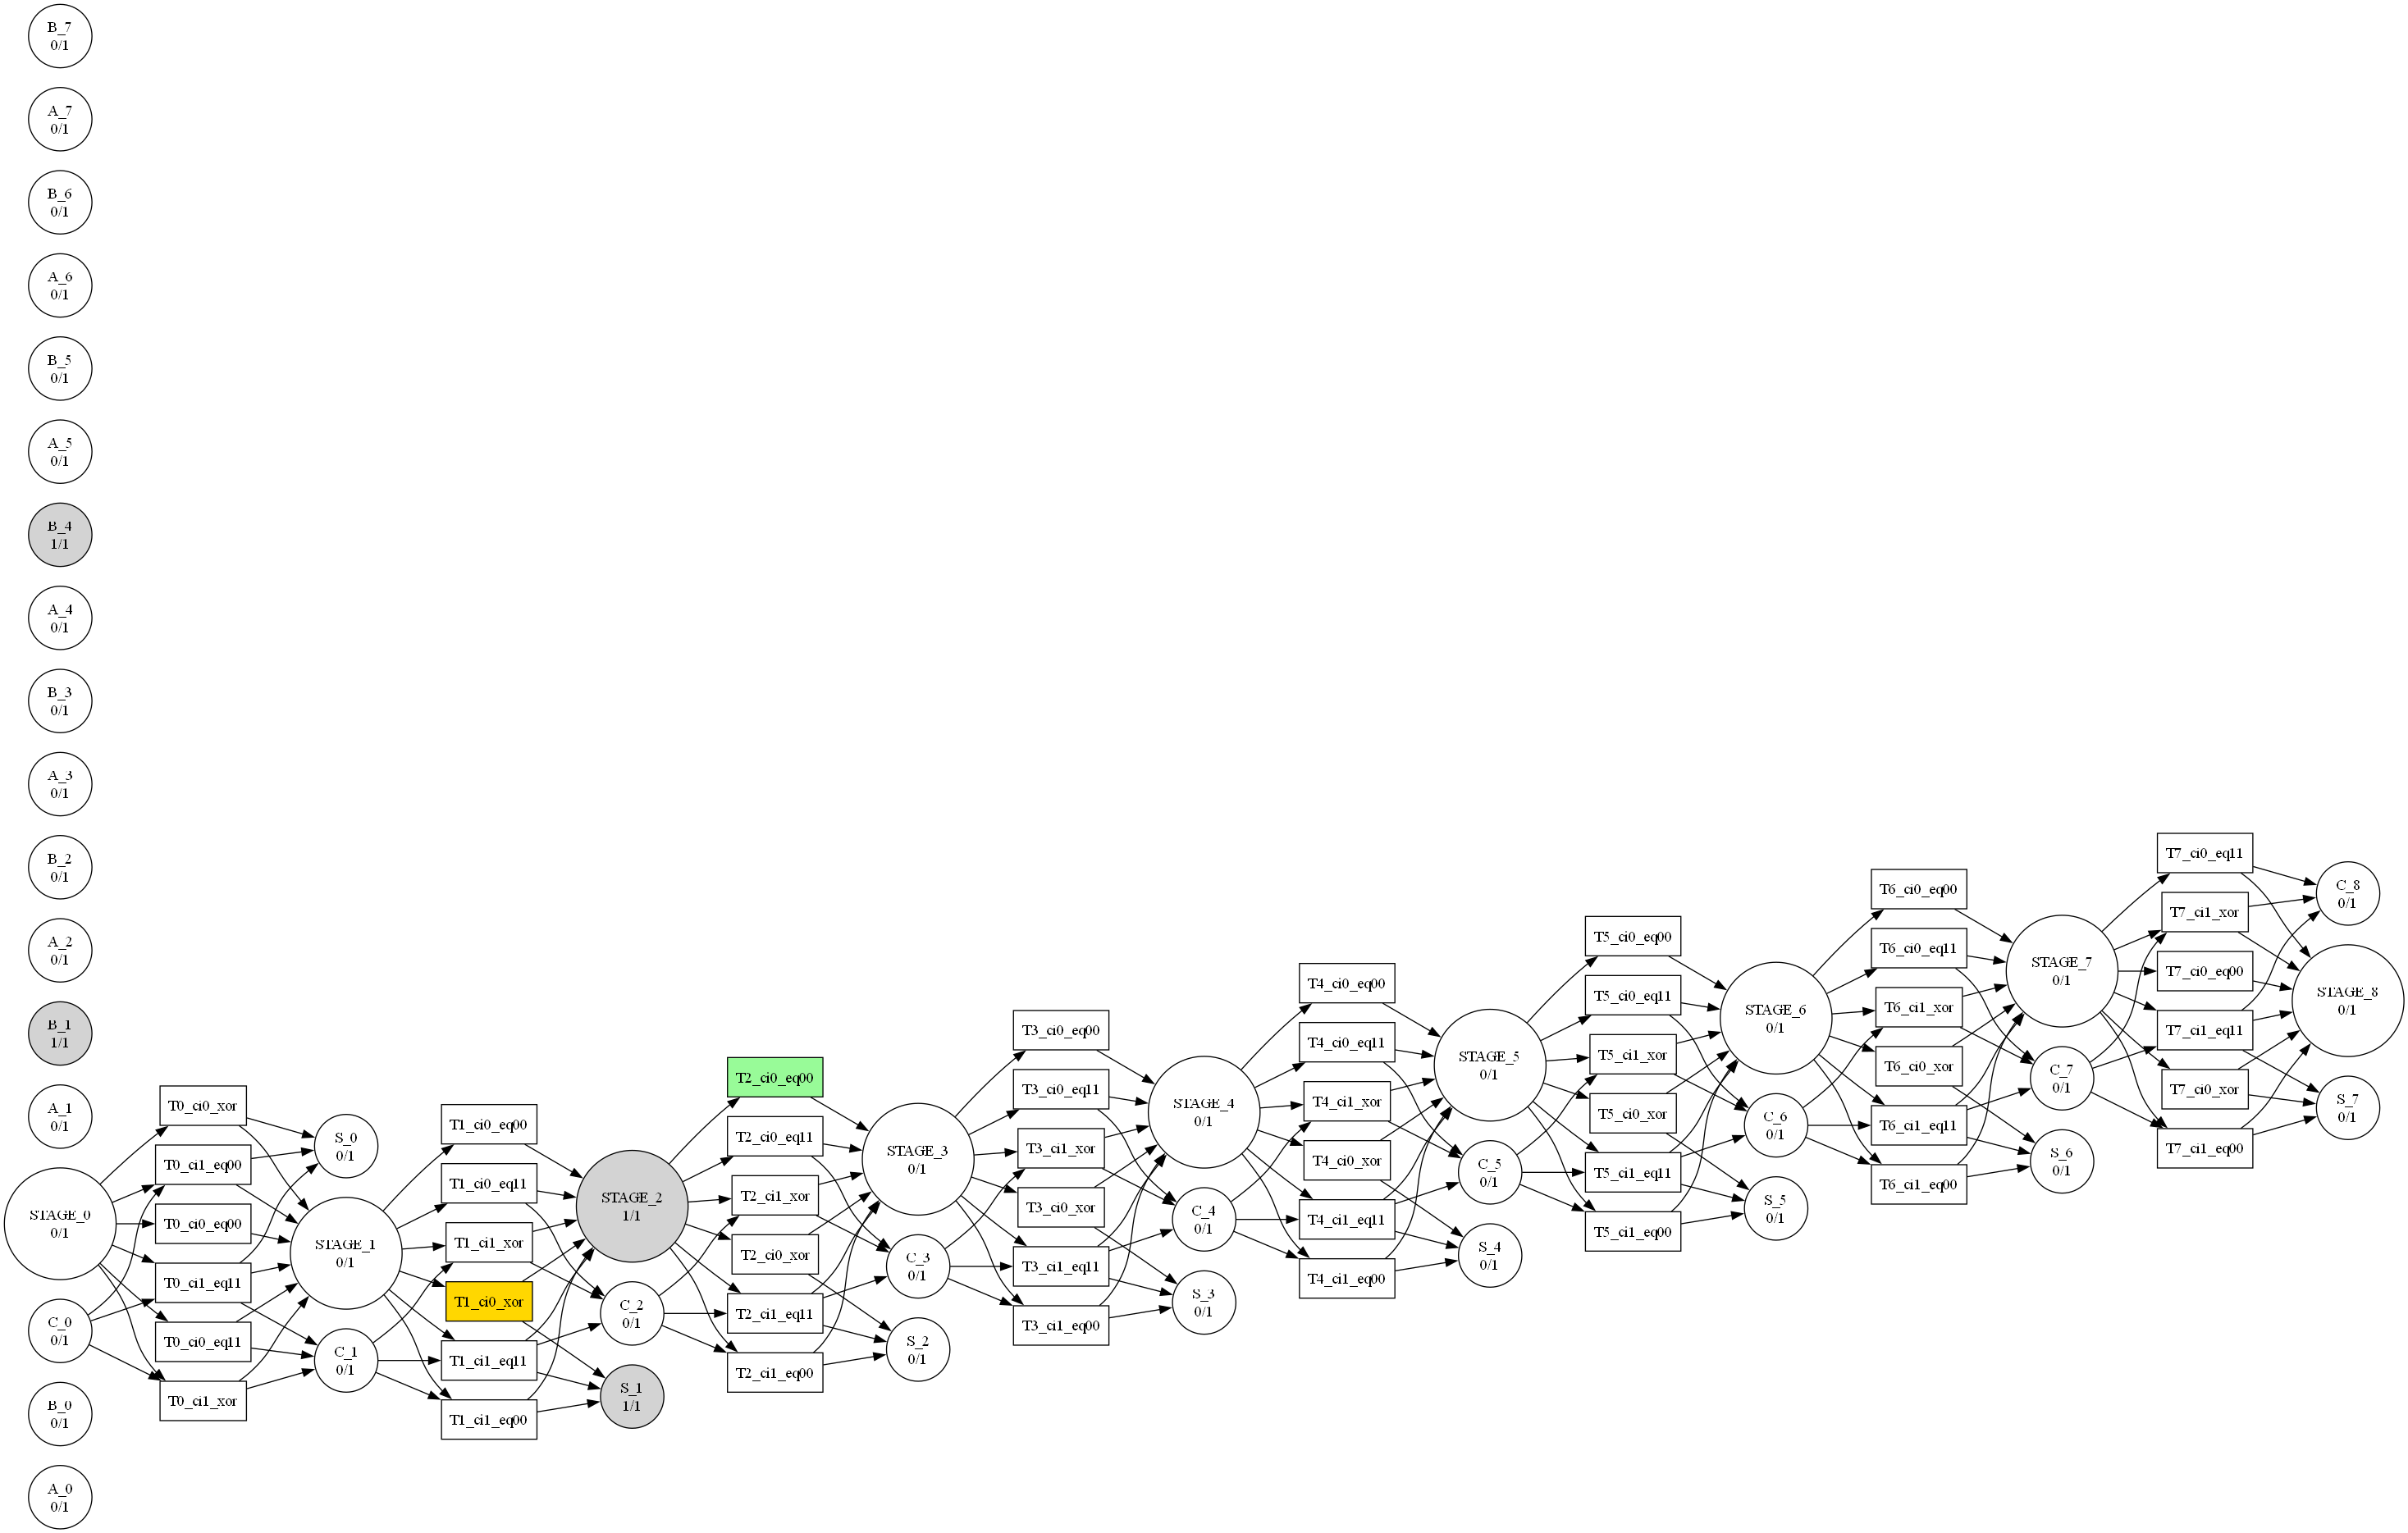 B_7
0/1
A_7
0/1
B_6
0/1
A_6
0/1
B_5
0/1
A_5
0/1
B_4
1/1
A_4
0/1
B_3
0/1
A_3
0/1
B_2
0/1
A_2
0/1
B_1
1/1
A_1
0/1
STAGE_0
0/1
C_0
0/1
B_0
0/1
A_0
0/1
T0_ci0_xor
T0_ci1_eq00
T0_ci0_eq00
T0_ci1_eq11
T0_ci0_eq11
T0_ci1_xor
S_0
0/1
STAGE_1
0/1
C_1
0/1
T1_ci0_eq00
T1_ci0_eq11
T1_ci1_xor
T1_ci0_xor
T1_ci1_eq11
T1_ci1_eq00
STAGE_2
1/1
C_2
0/1
S_1
1/1
T2_ci0_eq00
T2_ci0_eq11
T2_ci1_xor
T2_ci0_xor
T2_ci1_eq11
T2_ci1_eq00
STAGE_3
0/1
C_3
0/1
S_2
0/1
T3_ci0_eq00
T3_ci0_eq11
T3_ci1_xor
T3_ci0_xor
T3_ci1_eq11
T3_ci1_eq00
STAGE_4
0/1
C_4
0/1
S_3
0/1
T4_ci0_eq00
T4_ci0_eq11
T4_ci1_xor
T4_ci0_xor
T4_ci1_eq11
T4_ci1_eq00
STAGE_5
0/1
C_5
0/1
S_4
0/1
T5_ci0_eq00
T5_ci0_eq11
T5_ci1_xor
T5_ci0_xor
T5_ci1_eq11
T5_ci1_eq00
STAGE_6
0/1
C_6
0/1
S_5
0/1
T6_ci0_eq00
T6_ci0_eq11
T6_ci1_xor
T6_ci0_xor
T6_ci1_eq11
T6_ci1_eq00
STAGE_7
0/1
C_7
0/1
S_6
0/1
T7_ci0_eq11
T7_ci1_xor
T7_ci0_eq00
T7_ci1_eq11
T7_ci0_xor
T7_ci1_eq00
C_8
0/1
STAGE_8
0/1
S_7
0/1